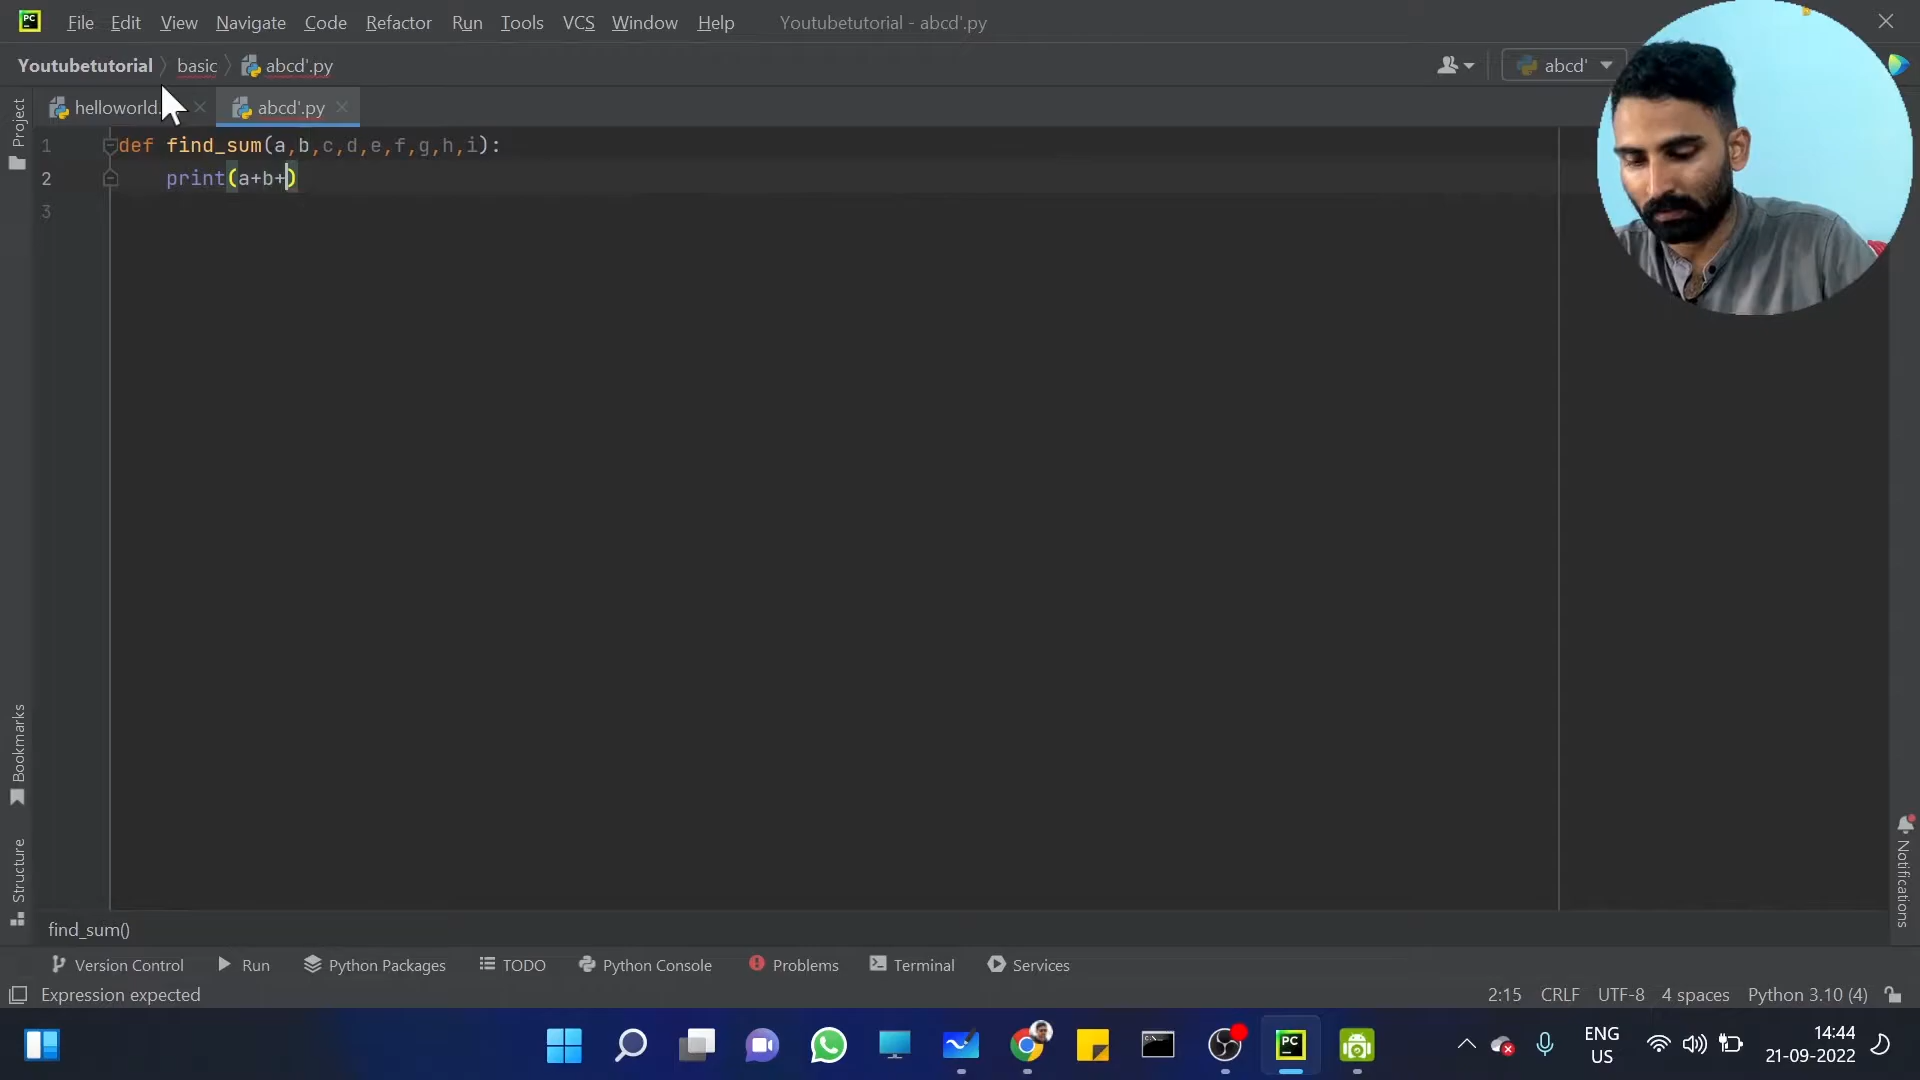 PC File Edit View Navigate Code Refactor Run Tools VCS Window Help Youtubetutorial - abcd'.py
Youtubetutorial basic abcd'.py abcd'
helloworld. abcd'.py
Project
1 def find_sum(a,b,c,d,e,f,g,h,i):
2 print(a+b+)
3
Bookmarks
Structure
Notifications
find_sum()
Version Control Run Python Packages TODO Python Console Problems Terminal Services
Expression expected 2:15 CRLF UTF-8 4 spaces Python 3.10 (4)
PC ENG 14:44
US 21-09-2022